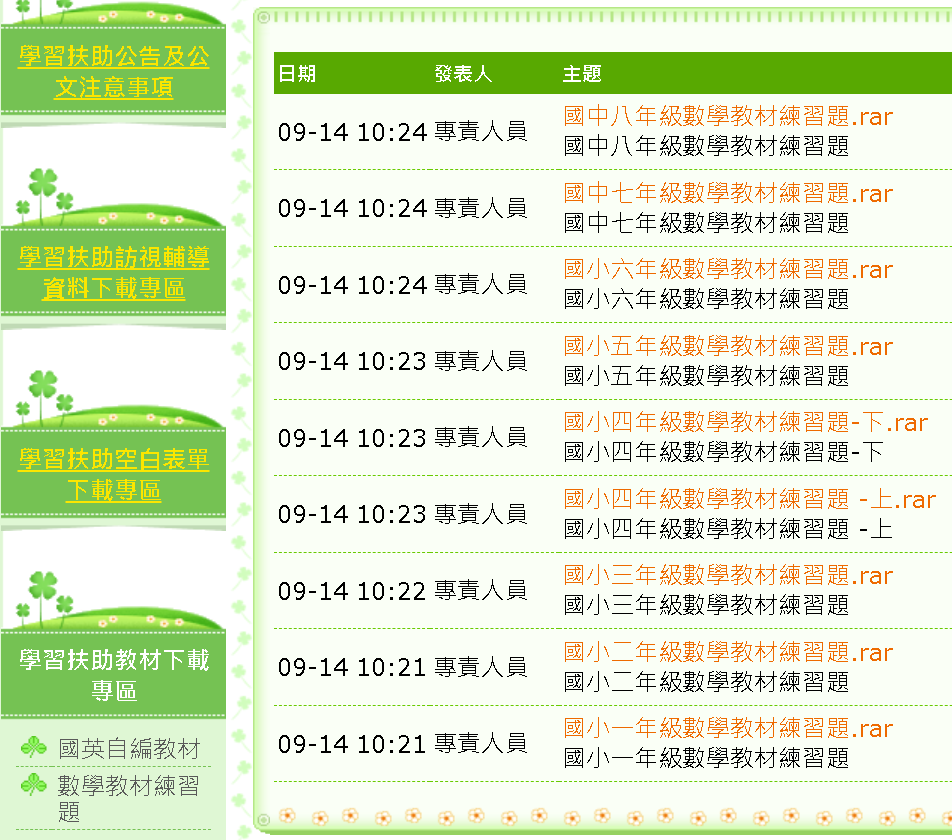 學習扶助公告及公
文注意事項
學習扶助訪視輔導
資料下載專區
學習扶助空白表單
下載專區
學習扶助教材下載
專區
國英自編教材
數學教材練習
題
日期 發表人 主題
09-14 10:24 專責人員 國中八年級數學教材練習題.rar
國中八年級數學教材練習題
09-14 10:24 專責人員 國中七年級數學教材練習題.rar
國中七年級數學教材練習題
09-14 10:24 專責人員 國小六年級數學教材練習題.rar
國小六年級數學教材練習題
09-14 10:23 專責人員 國小五年級數學教材練習題.rar
國小五年級數學教材練習題
09-14 10:23 專責人員 國小四年級數學教材練習題-下.rar
國小四年級數學教材練習題-下
09-14 10:23 專責人員 國小四年級數學教材練習題 -上.rar
國小四年級數學教材練習題 -上
09-14 10:22 專責人員 國小三年級數學教材練習題.rar
國小三年級數學教材練習題
09-14 10:21 專責人員 國小二年級數學教材練習題.rar
國小二年級數學教材練習題
09-14 10:21 專責人員 國小一年級數學教材練習題.rar
國小一年級數學教材練習題